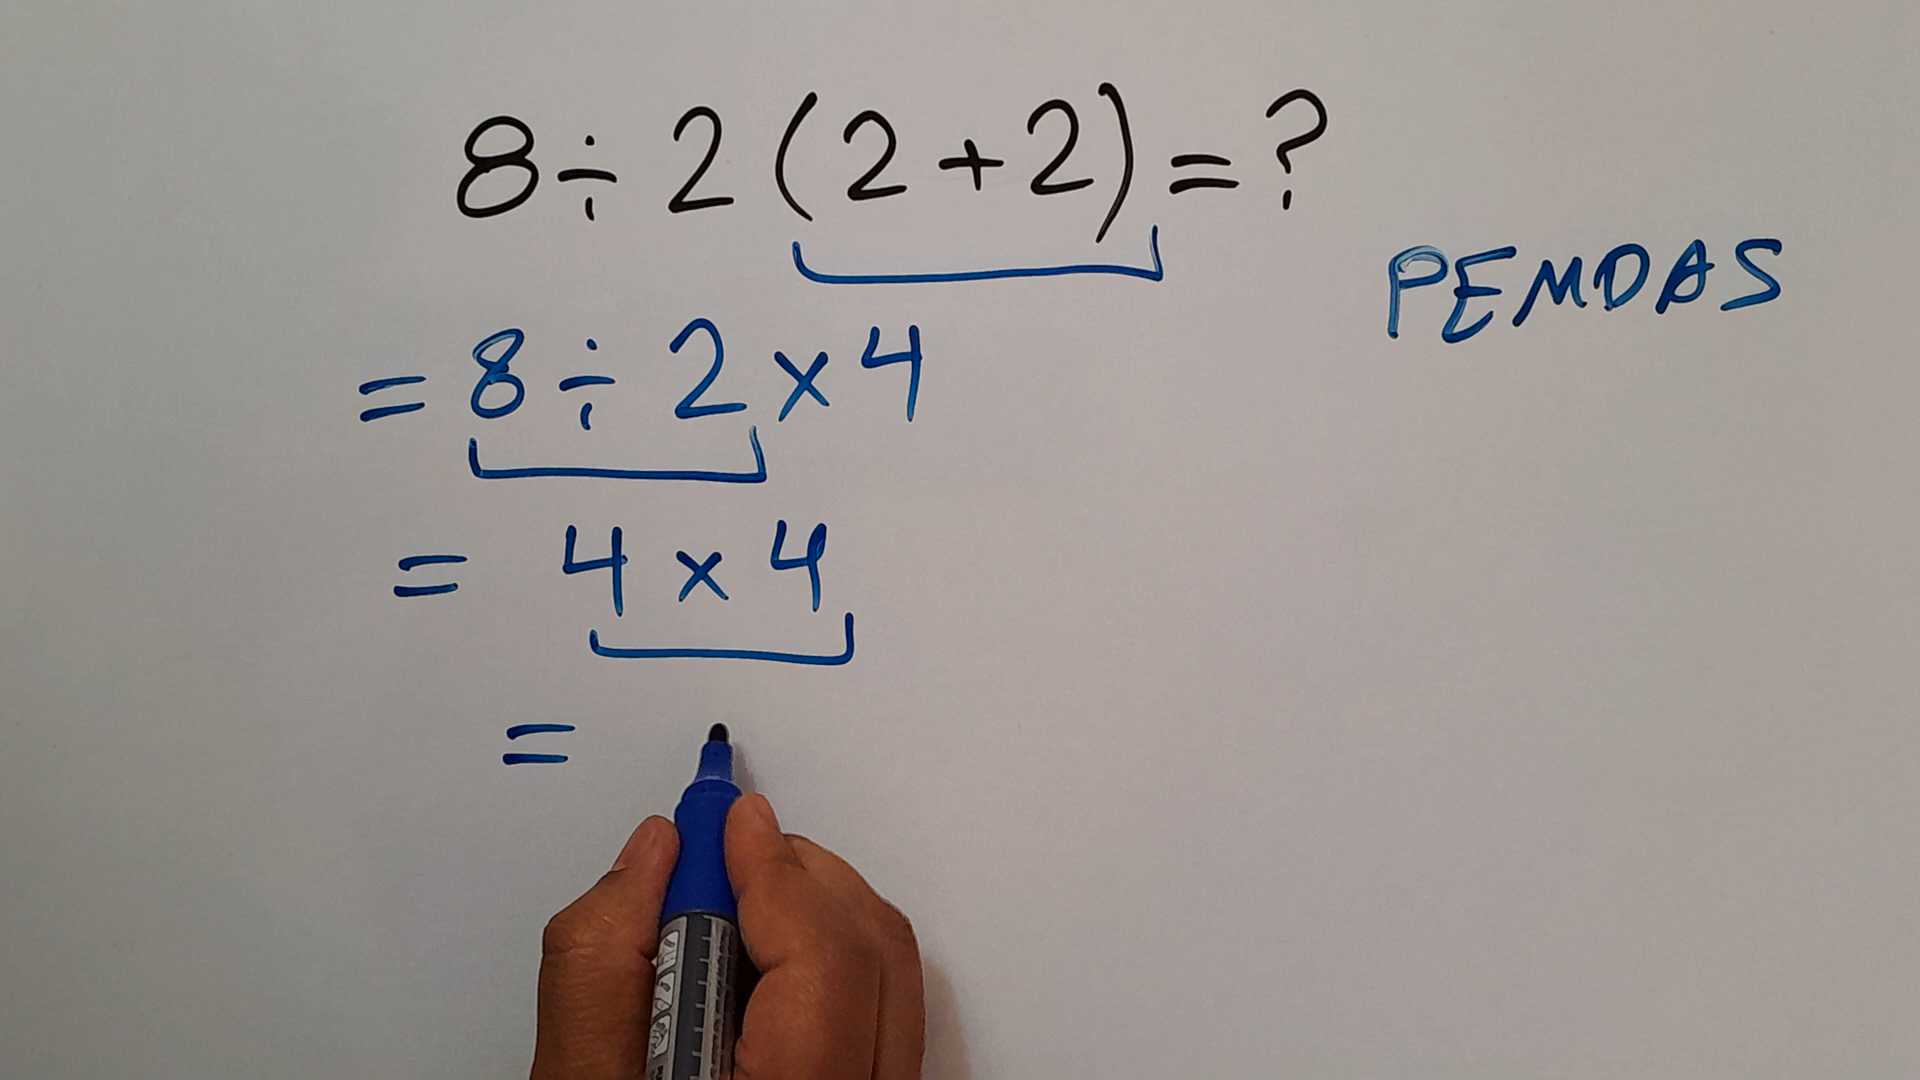 8÷2(2+2)=?
PEMDAS
=8÷2×4
=4×4
=